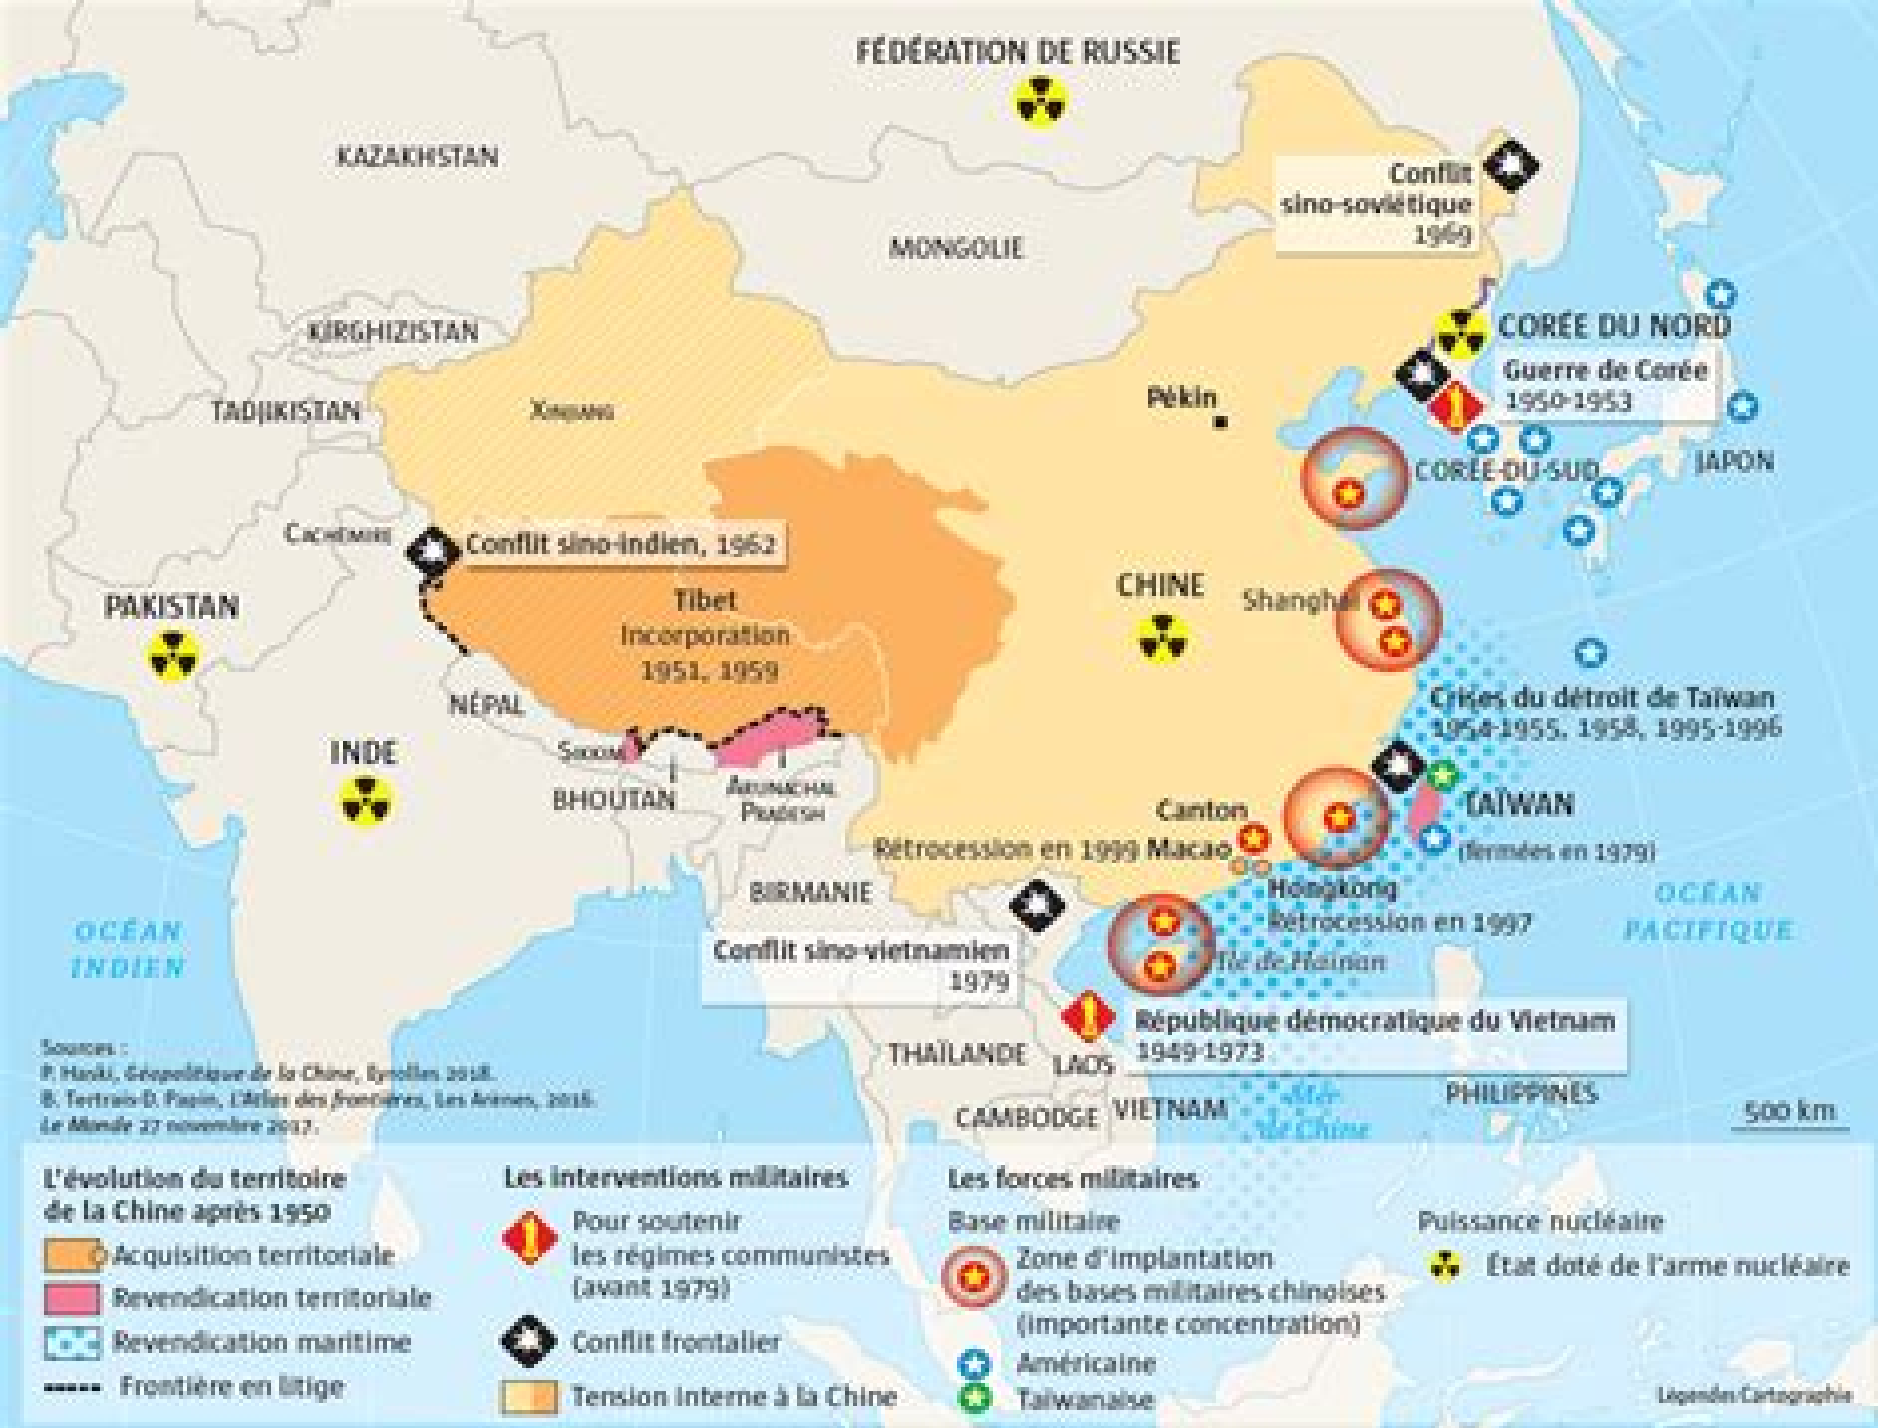 FÉDÉRATION DE RUSSIE
KAZAKHSTAN
Conflit
sino-soviétique
1969
MONGOLIE
KIRGHIZISTAN
CORÉE DU NORD
Guerre de Corée
1950-1953
TADJIKISTAN
XINJIANG
Pékin
CORÉE-DU-SUD
JAPON
CACHEMIRE
Conflit sino-indien, 1962
PAKISTAN
Tibet
Incorporation
1951, 1959
CHINE
Shanghai
NÉPAL
Crises du détroit de Taïwan
1954-1955, 1958, 1995-1996
INDE
SIKKIM
BHOUTAN
ARUNACHAL
PRADESH
Canton
TAÏWAN
Rétrocession en 1999 Macao
(fermées en 1979)
BIRMANIE
Hongkong
Rétrocession en 1997
OCÉAN
PACIFIQUE
OCÉAN
INDIEN
Conflit sino-vietnamien
1979
Île de Hainan
République démocratique du Vietnam
1949-1973
THAÏLANDE
LAOS
CAMBODGE
VIETNAM
Mer
de Chine
PHILIPPINES
500 km
Sources :
P. Haski, Géopolitique de la Chine, Eyrolles 2018.
B. Tertrais-D. Papin, L'Atlas des frontières, Les Arènes, 2016.
Le Monde 27 novembre 2017.
L'évolution du territoire
de la Chine après 1950
Acquisition territoriale
Revendication territoriale
Revendication maritime
Frontière en litige
Les interventions militaires
Pour soutenir
les régimes communistes
(avant 1979)
Conflit frontalier
Tension interne à la Chine
Les forces militaires
Base militaire
Zone d'implantation
des bases militaires chinoises
(importante concentration)
Américaine
Taïwanaise
Puissance nucléaire
État doté de l'arme nucléaire
Légendes Cartographie